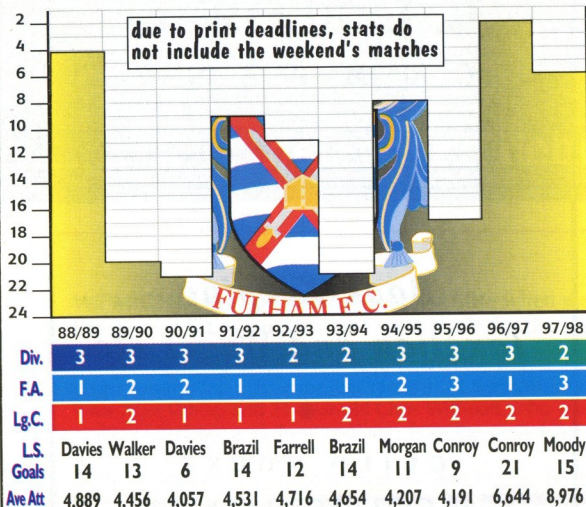 due to print deadlines, stats do
not include the weekend's matches
2
4
6
8
10
12
14
16
18
20
22
24
FULHAM F.C.
88/89 89/90 90/91 91/92 92/93 93/94 94/95 95/96 96/97 97/98
Div. 3 3 3 3 2 2 3 3 3 2
F.A. 1 2 2 1 1 1 2 3 1 3
Lg.C. 1 2 1 1 1 2 2 2 2 2
L.S. Davies Walker Davies Brazil Farrell Brazil Morgan Conroy Conroy Moody
Goals 14 13 6 14 12 14 11 9 21 15
Ave Att 4,889 4,456 4,057 4,531 4,716 4,654 4,207 4,191 6,644 8,976